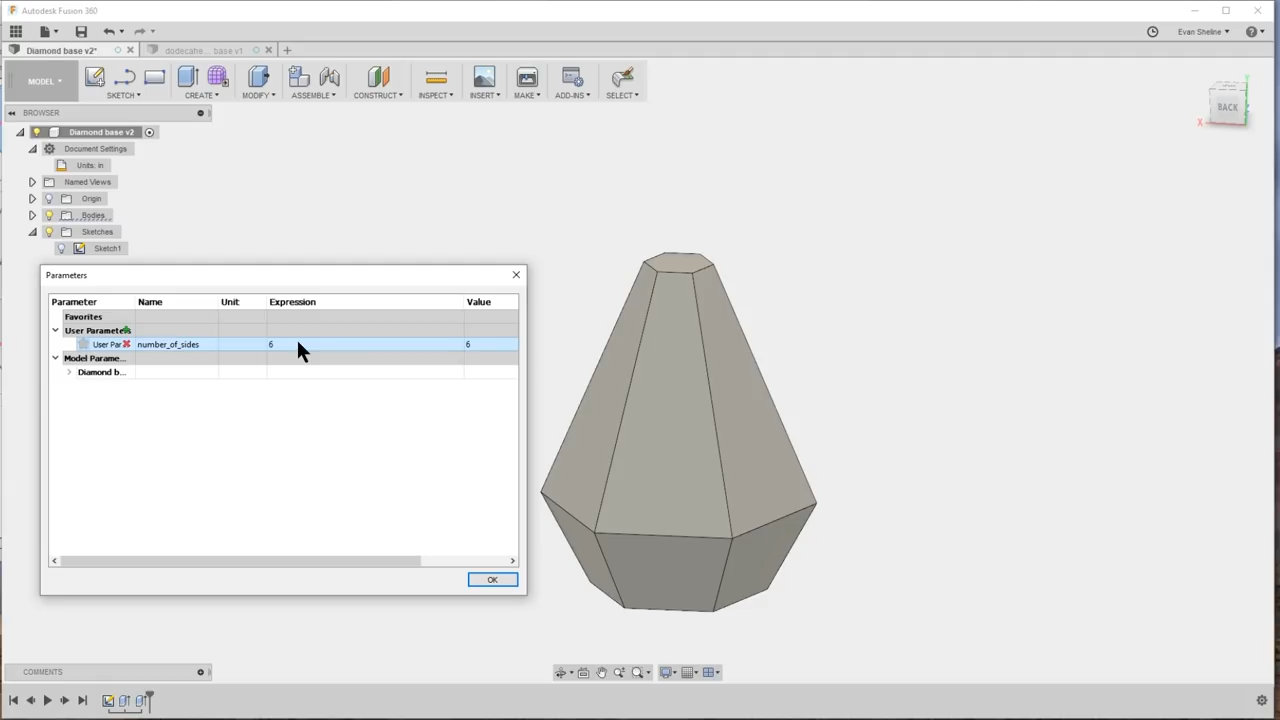 Autodesk Fusion 360
Evan Sheline
Diamond base v2*
dodecahe... base v1
MODEL
SKETCH
CREATE
MODIFY
ASSEMBLE
CONSTRUCT
INSPECT
INSERT
MAKE
ADD-INS
SELECT
BROWSER
Diamond base v2
Document Settings
Units: in
Named Views
Origin
Bodies
Sketches
Sketch1
BACK
X
Y
Parameters
Parameter Name Unit Expression Value
Favorites
User Parameters
User Par number_of_sides 6 6
Model Parame...
Diamond b...
OK
COMMENTS